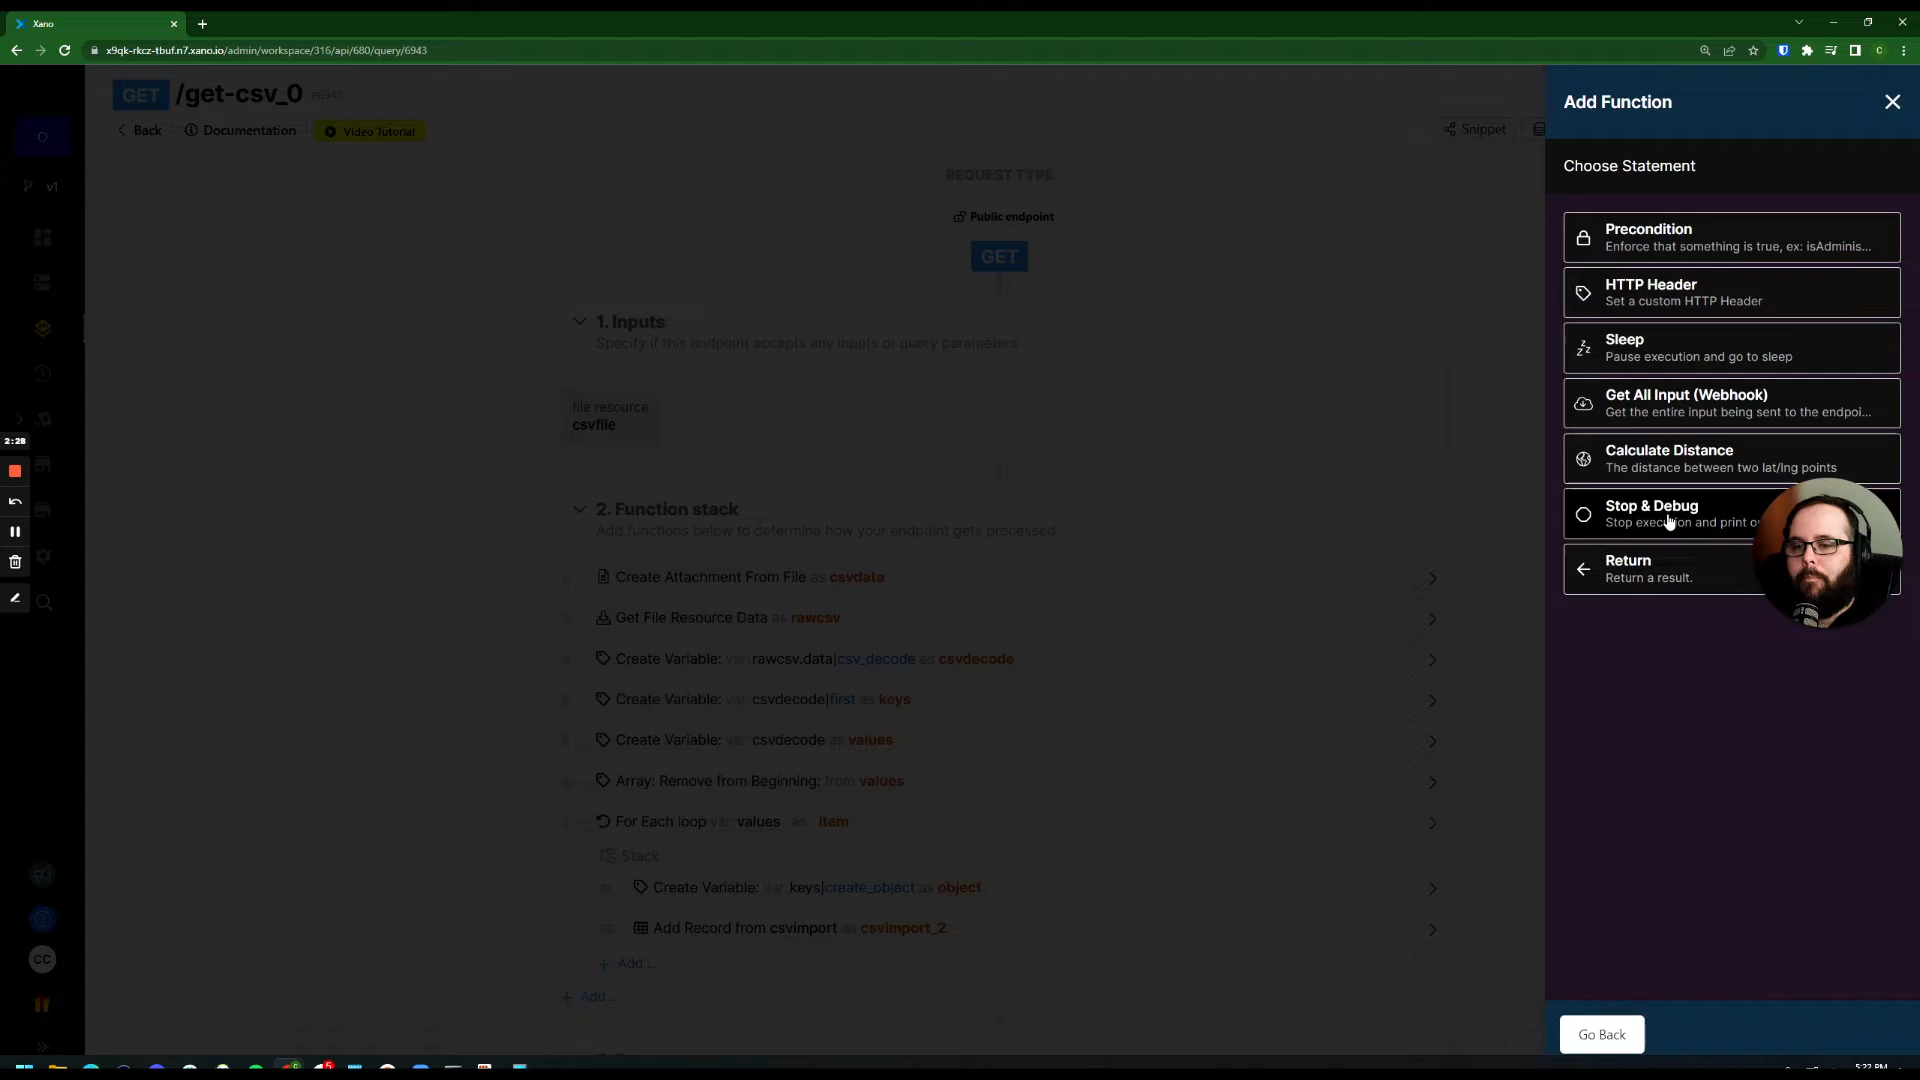 Xano
x9qk-rkcz-tbuf.n7.xano.io/admin/workspace/316/api/680/query/6943
C
GET /get-csv_0
Back
Documentation
Video Tutorial
Snippet
O
v1
REQUEST TYPE
Public endpoint
GET
1. Inputs
Specify if this endpoint accepts any inputs or query parameters.
file resource
csvfile
2. Function stack
Add functions below to determine how your endpoint gets processed
Create Attachment From File as csvdata
Get File Resource Data as rawcsv
Create Variable: var: rawcsv.data|csv_decode as csvdecode
Create Variable: var: csvdecode|first as keys
Create Variable: var: csvdecode as values
Array: Remove from Beginning: from values
For Each loop var: values as item
Stack
Create Variable: var: keys|create_object as object
Add Record from csvimport as csvimport_2
+ Add...
+ Add...
2:28
CC
Add Function
Choose Statement
Precondition
Enforce that something is true, ex: isAdminis...
HTTP Header
Set a custom HTTP Header
Sleep
Pause execution and go to sleep
Get All Input (Webhook)
Get the entire input being sent to the endpoi...
Calculate Distance
The distance between two lat/lng points
Stop & Debug
Stop execution and print
Return
Return a result.
Go Back
5
5:22 PM